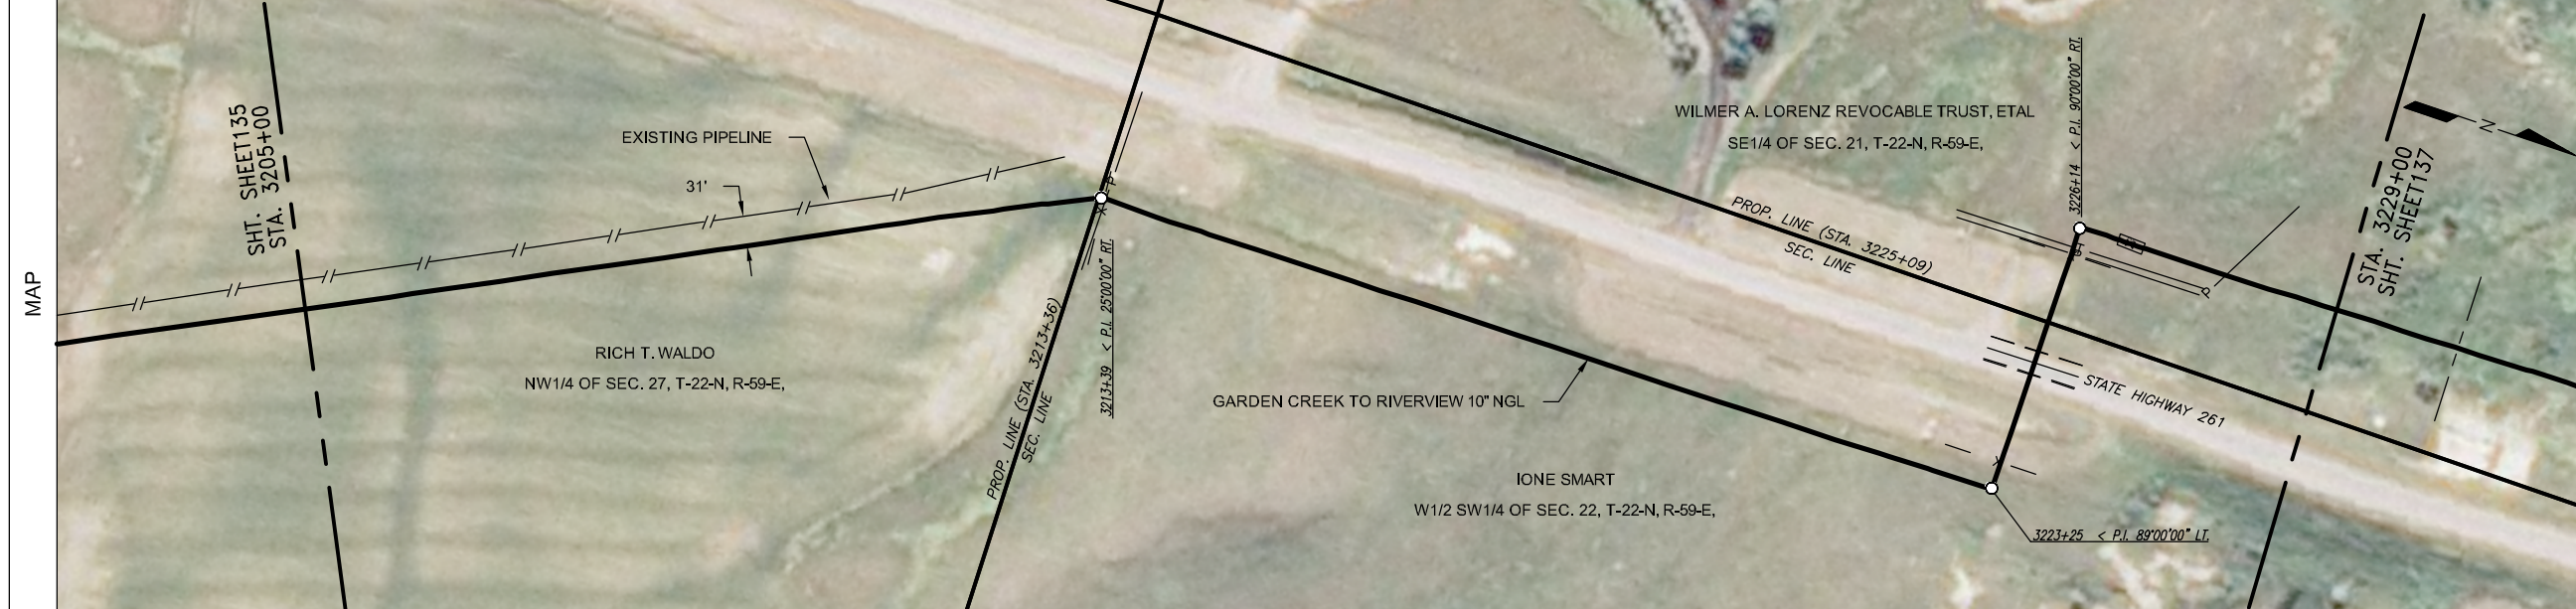 MAP
SHT. SHEET135
STA. 3205+00
EXISTING PIPELINE
31'
RICH T. WALDO
NW1/4 OF SEC. 27, T-22-N, R-59-E,
PROP. LINE (STA. 3213+36)
SEC. LINE
P
X
3213+39 < P.I. 25°00'00" RT.
GARDEN CREEK TO RIVERVIEW 10" NGL
IONE SMART
W1/2 SW1/4 OF SEC. 22, T-22-N, R-59-E,
WILMER A. LORENZ REVOCABLE TRUST, ETAL
SE1/4 OF SEC. 21, T-22-N, R-59-E,
PROP. LINE (STA. 3225+09)
SEC. LINE
3226+14 < P.I. 90°00'00" RT.
P
STATE HIGHWAY 261
X
3223+25 < P.I. 89°00'00" LT.
STA. 3229+00
SHT. SHEET137
N